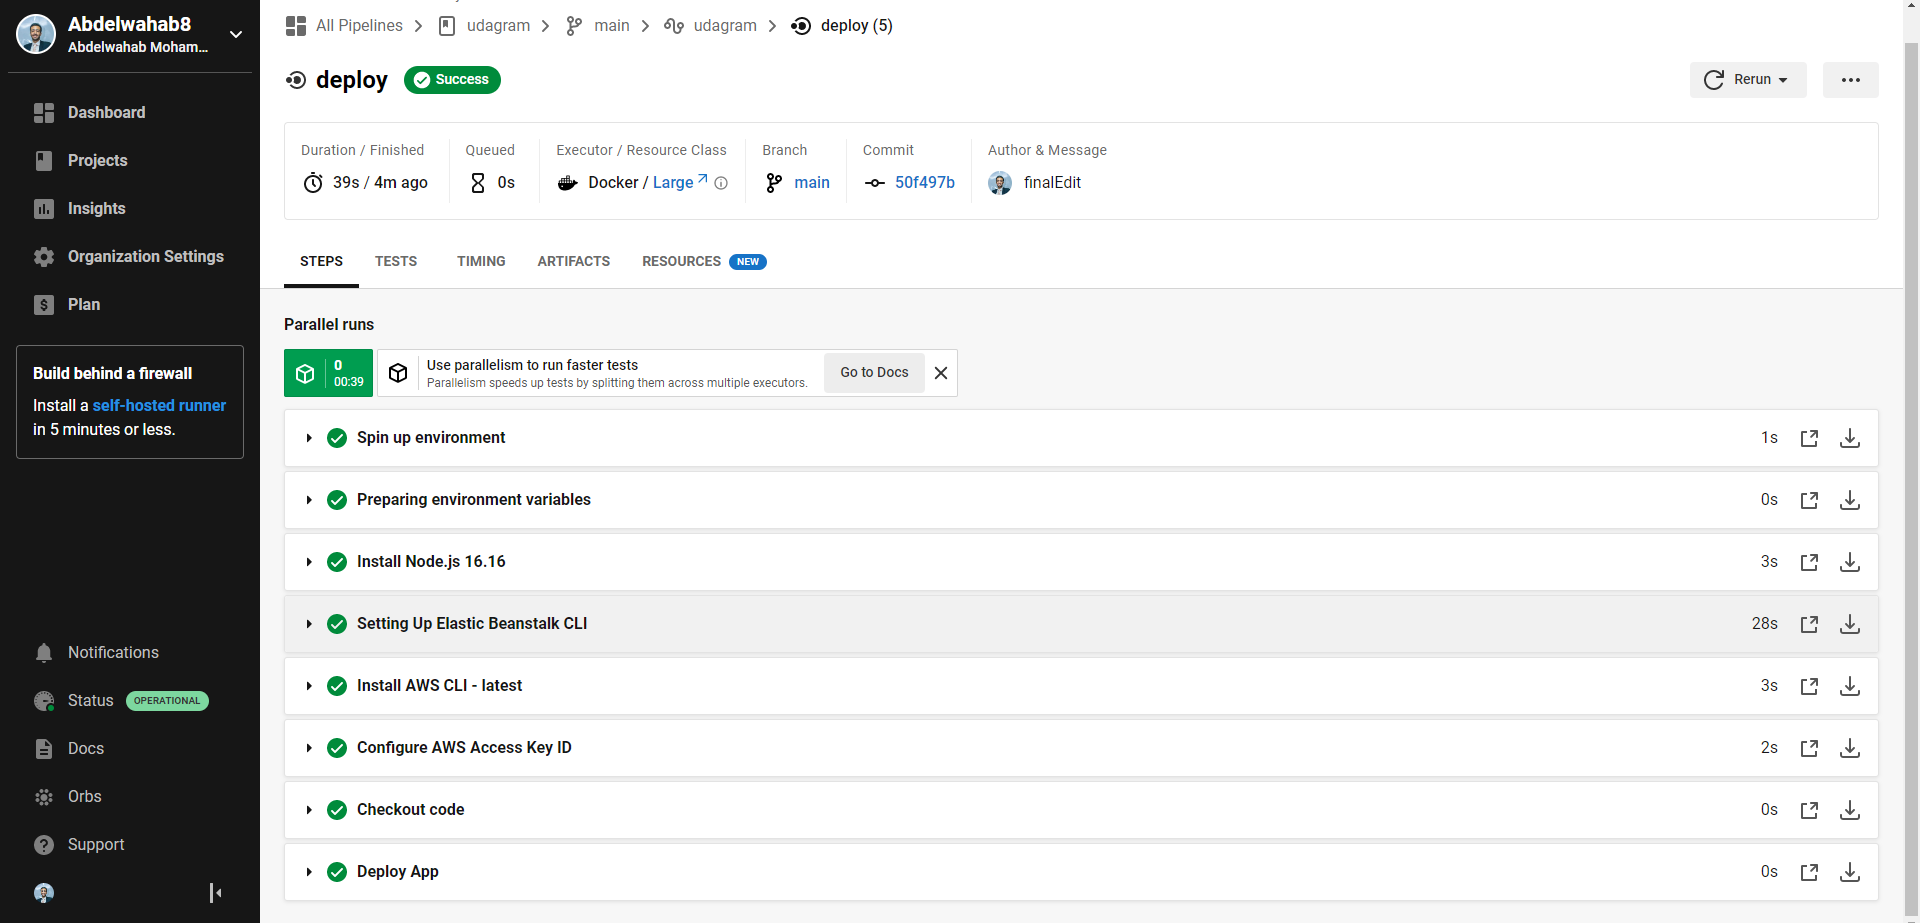 Abdelwahab8
Abdelwahab Moham...
Dashboard
Projects
Insights
Organization Settings
Plan
Build behind a firewall
Install a self-hosted runner
in 5 minutes or less.
Notifications
Status OPERATIONAL
Docs
Orbs
Support
All Pipelines udagram main udagram deploy (5)
deploy Success
Rerun
Duration / Finished
39s / 4m ago
Queued
0s
Executor / Resource Class
Docker / Large
Branch
main
Commit
50f497b
Author & Message
finalEdit
STEPS TESTS TIMING ARTIFACTS RESOURCES NEW
Parallel runs
0
00:39
Use parallelism to run faster tests
Parallelism speeds up tests by splitting them across multiple executors.
Go to Docs
Spin up environment 1s
Preparing environment variables 0s
Install Node.js 16.16 3s
Setting Up Elastic Beanstalk CLI 28s
Install AWS CLI - latest 3s
Configure AWS Access Key ID 2s
Checkout code 0s
Deploy App 0s